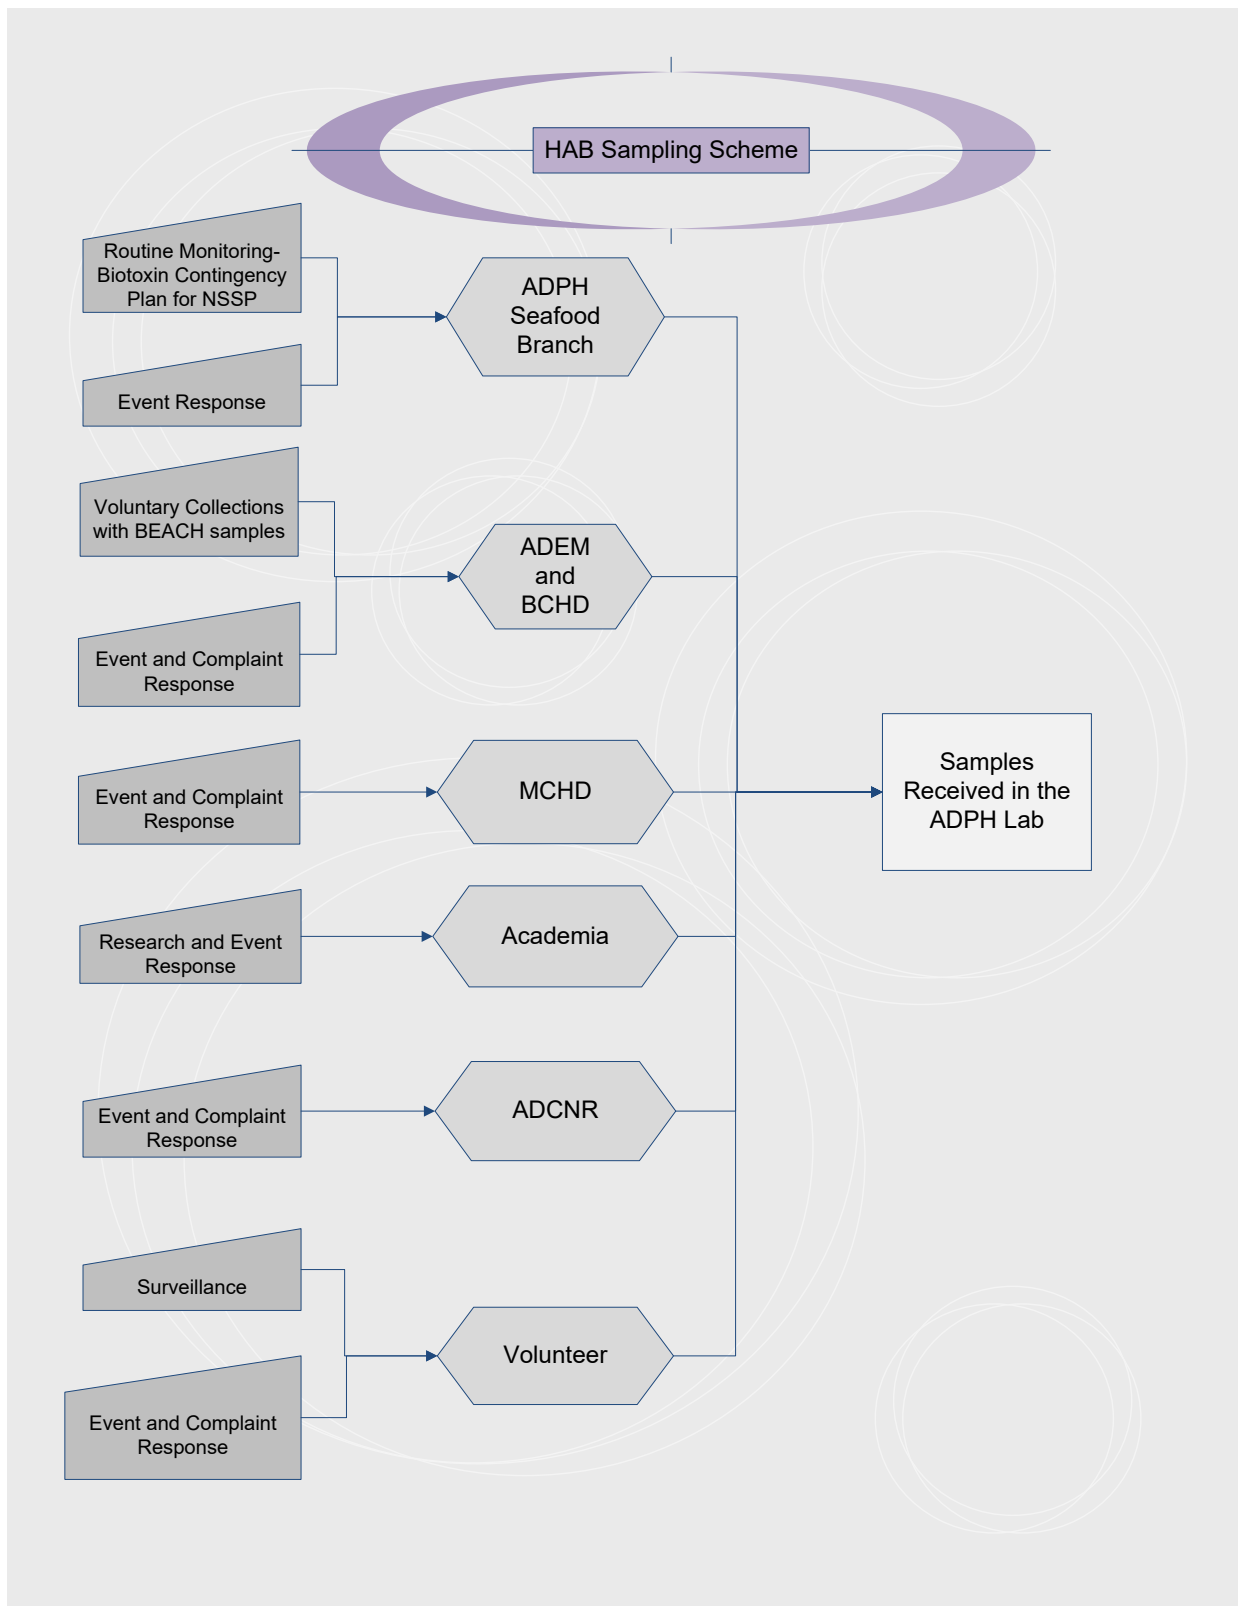 HAB Sampling Scheme
Routine Monitoring-
Biotoxin Contingency
Plan for NSSP
ADPH
Seafood
Branch
Event Response
Voluntary Collections
with BEACH samples
ADEM
and
BCHD
Event and Complaint
Response
Event and Complaint
Response
MCHD
Samples
Received in the
ADPH Lab
Research and Event
Response
Academia
Event and Complaint
Response
ADCNR
Surveillance
Volunteer
Event and Complaint
Response